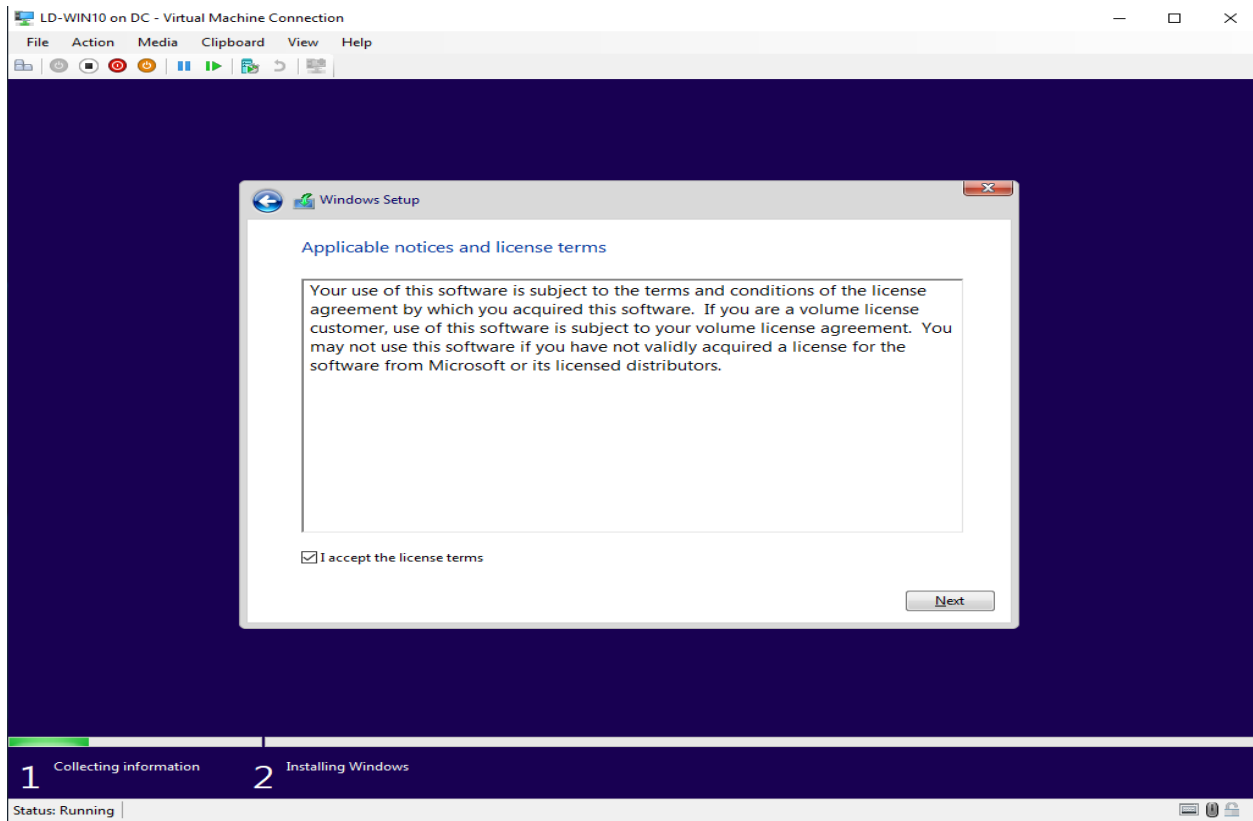 LD-WIN10 on DC - Virtual Machine Connection
File Action Media Clipboard View Help
Windows Setup
Applicable notices and license terms
Your use of this software is subject to the terms and conditions of the license
agreement by which you acquired this software.  If you are a volume license
customer, use of this software is subject to your volume license agreement.  You
may not use this software if you have not validly acquired a license for the
software from Microsoft or its licensed distributors.
I accept the license terms
Next
1 Collecting information 2 Installing Windows
Status: Running